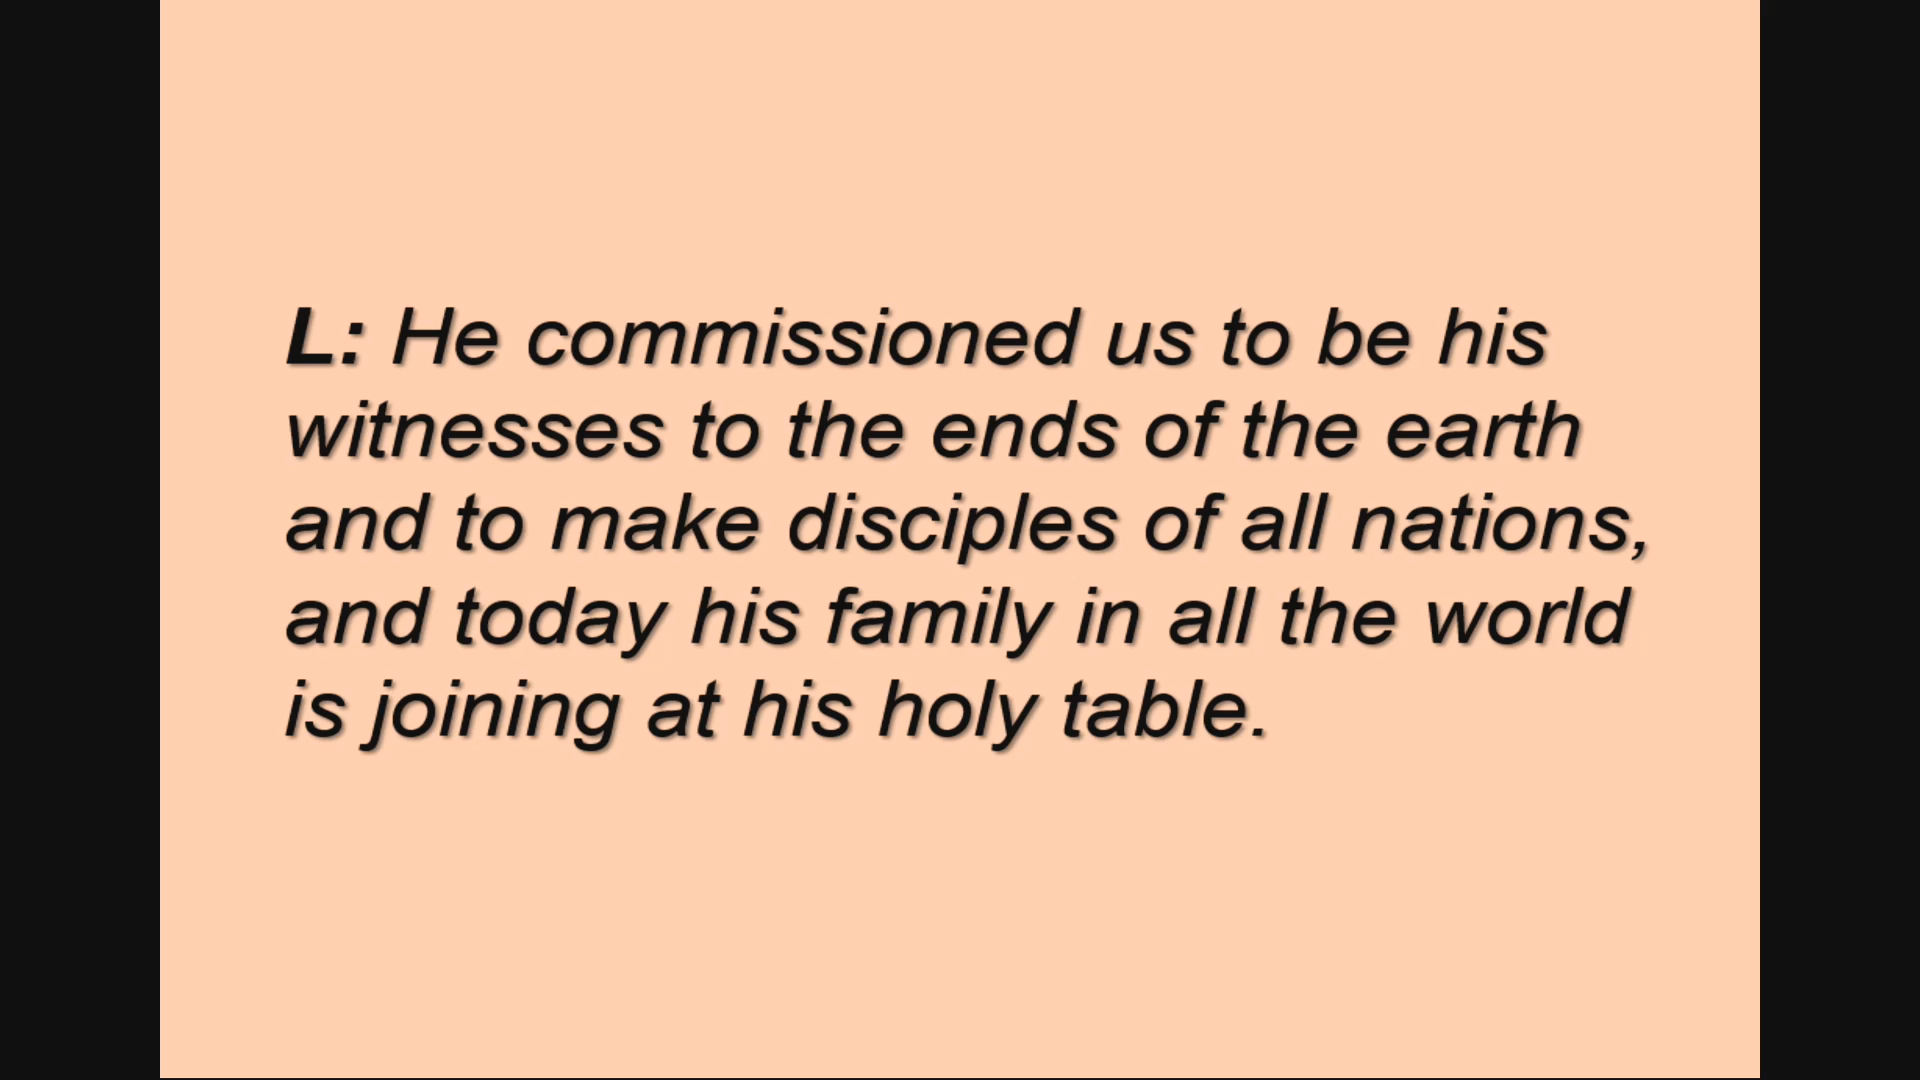 L: He commissioned us to be his
witnesses to the ends of the earth
and to make disciples of all nations,
and today his family in all the world
is joining at his holy table.